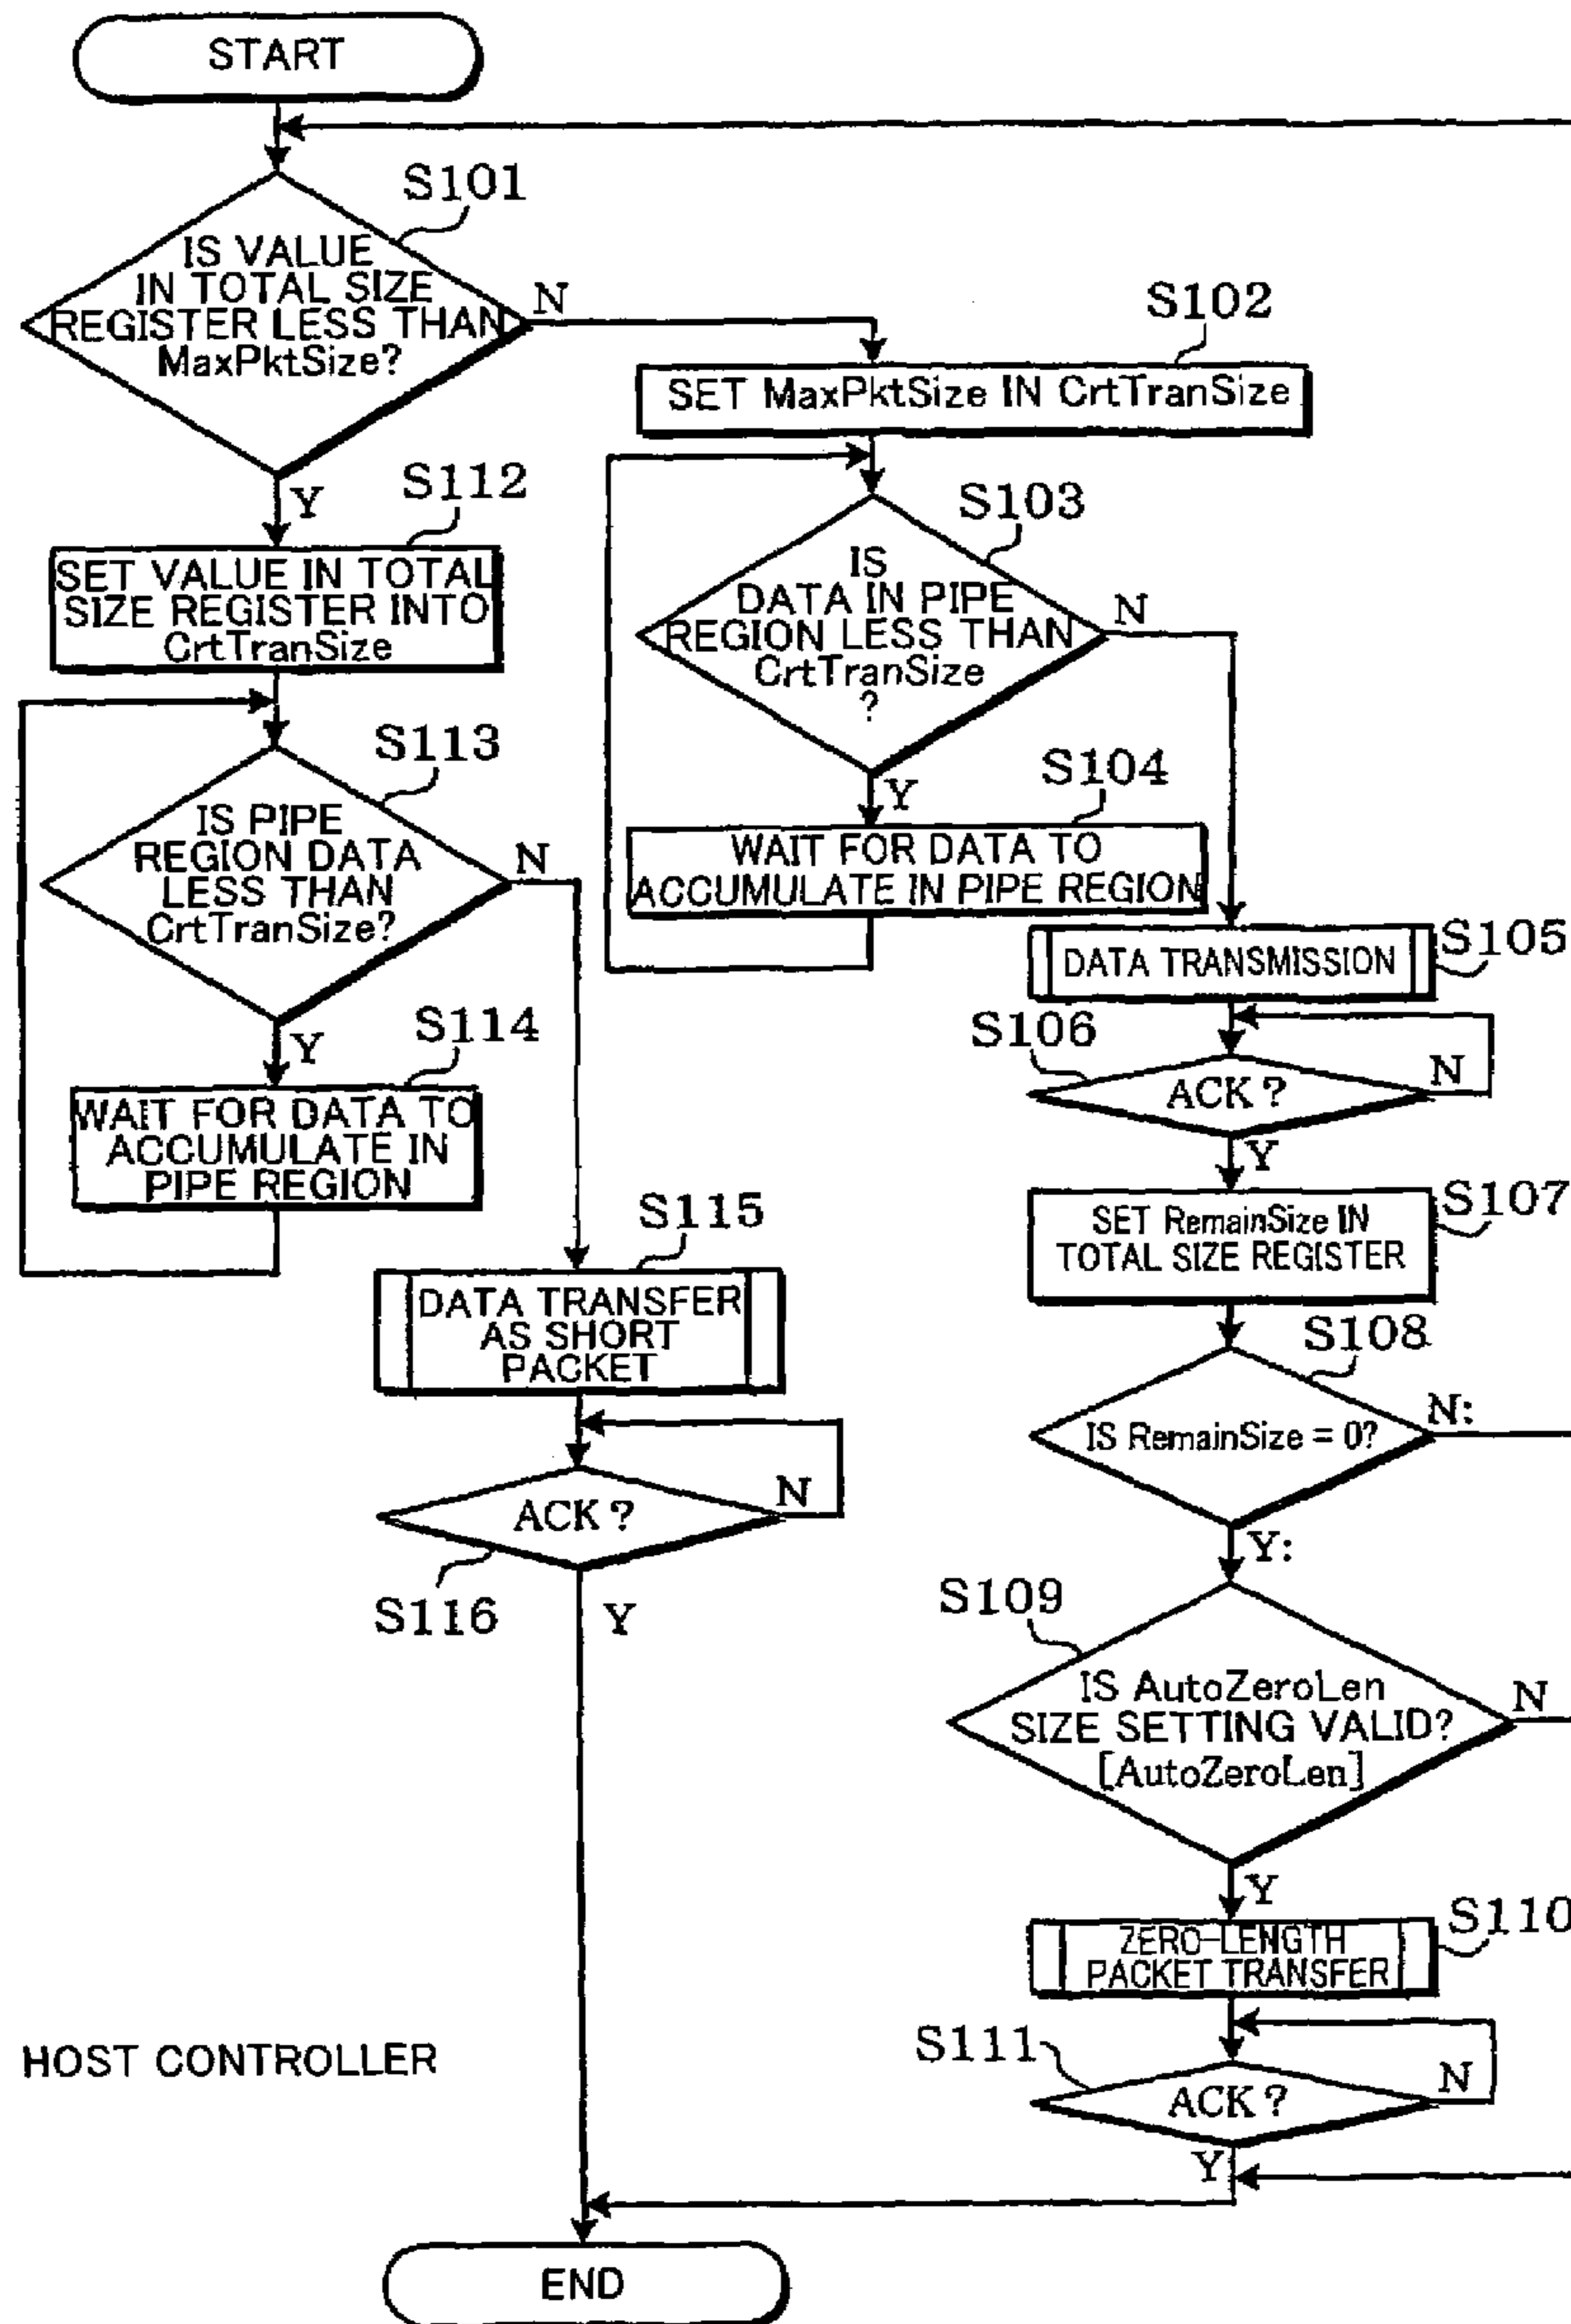 START
S101
IS VALUE
IN TOTAL SIZE
REGISTER LESS THAN
MaxPktSize?
N
Y
S102
SET MaxPktSize IN CrtTranSize
S103
IS
DATA IN PIPE
REGION LESS THAN
CrtTranSize
?
N
Y
S104
WAIT FOR DATA TO
ACCUMULATE IN PIPE REGION
S105
DATA TRANSMISSION
S106
ACK ?
N
Y
S107
SET RemainSize IN
TOTAL SIZE REGISTER
S108
IS RemainSize = 0?
N:
Y:
S109
IS AutoZeroLen
SIZE SETTING VALID?
[AutoZeroLen]
N
Y
S110
ZERO-LENGTH
PACKET TRANSFER
S111
ACK ?
N
Y
S112
SET VALUE IN TOTAL
SIZE REGISTER INTO
CrtTranSize
S113
IS PIPE
REGION DATA
LESS THAN
CrtTranSize?
N
Y
S114
WAIT FOR DATA TO
ACCUMULATE IN
PIPE REGION
S115
DATA TRANSFER
AS SHORT
PACKET
ACK ?
N
S116
Y
HOST CONTROLLER
END